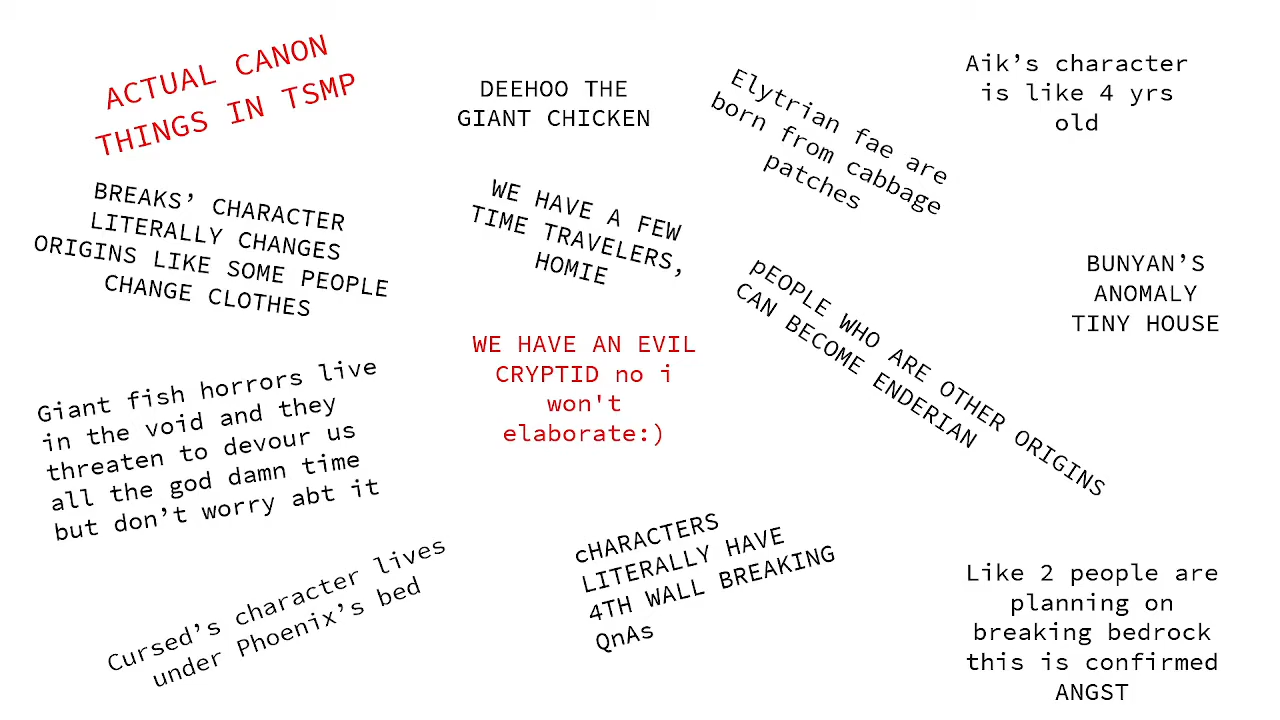 ACTUAL CANON
THINGS IN TSMP
DEEHOO THE
GIANT CHICKEN
Elytrian fae are
born from cabbage
patches
Aik’s character
is like 4 yrs
old
BREAKS’ CHARACTER
LITERALLY CHANGES
ORIGINS LIKE SOME PEOPLE
CHANGE CLOTHES
WE HAVE A FEW
TIME TRAVELERS,
HOMIE
pEOPLE WHO ARE OTHER ORIGINS
CAN BECOME ENDERIAN
BUNYAN’S
ANOMALY
TINY HOUSE
Giant fish horrors live
in the void and they
threaten to devour us
all the god damn time
but don’t worry abt it
WE HAVE AN EVIL
CRYPTID no i
won't
elaborate:)
Cursed’s character lives
under Phoenix’s bed
cHARACTERS
LITERALLY HAVE
4TH WALL BREAKING
QnAs
Like 2 people are
planning on
breaking bedrock
this is confirmed
ANGST